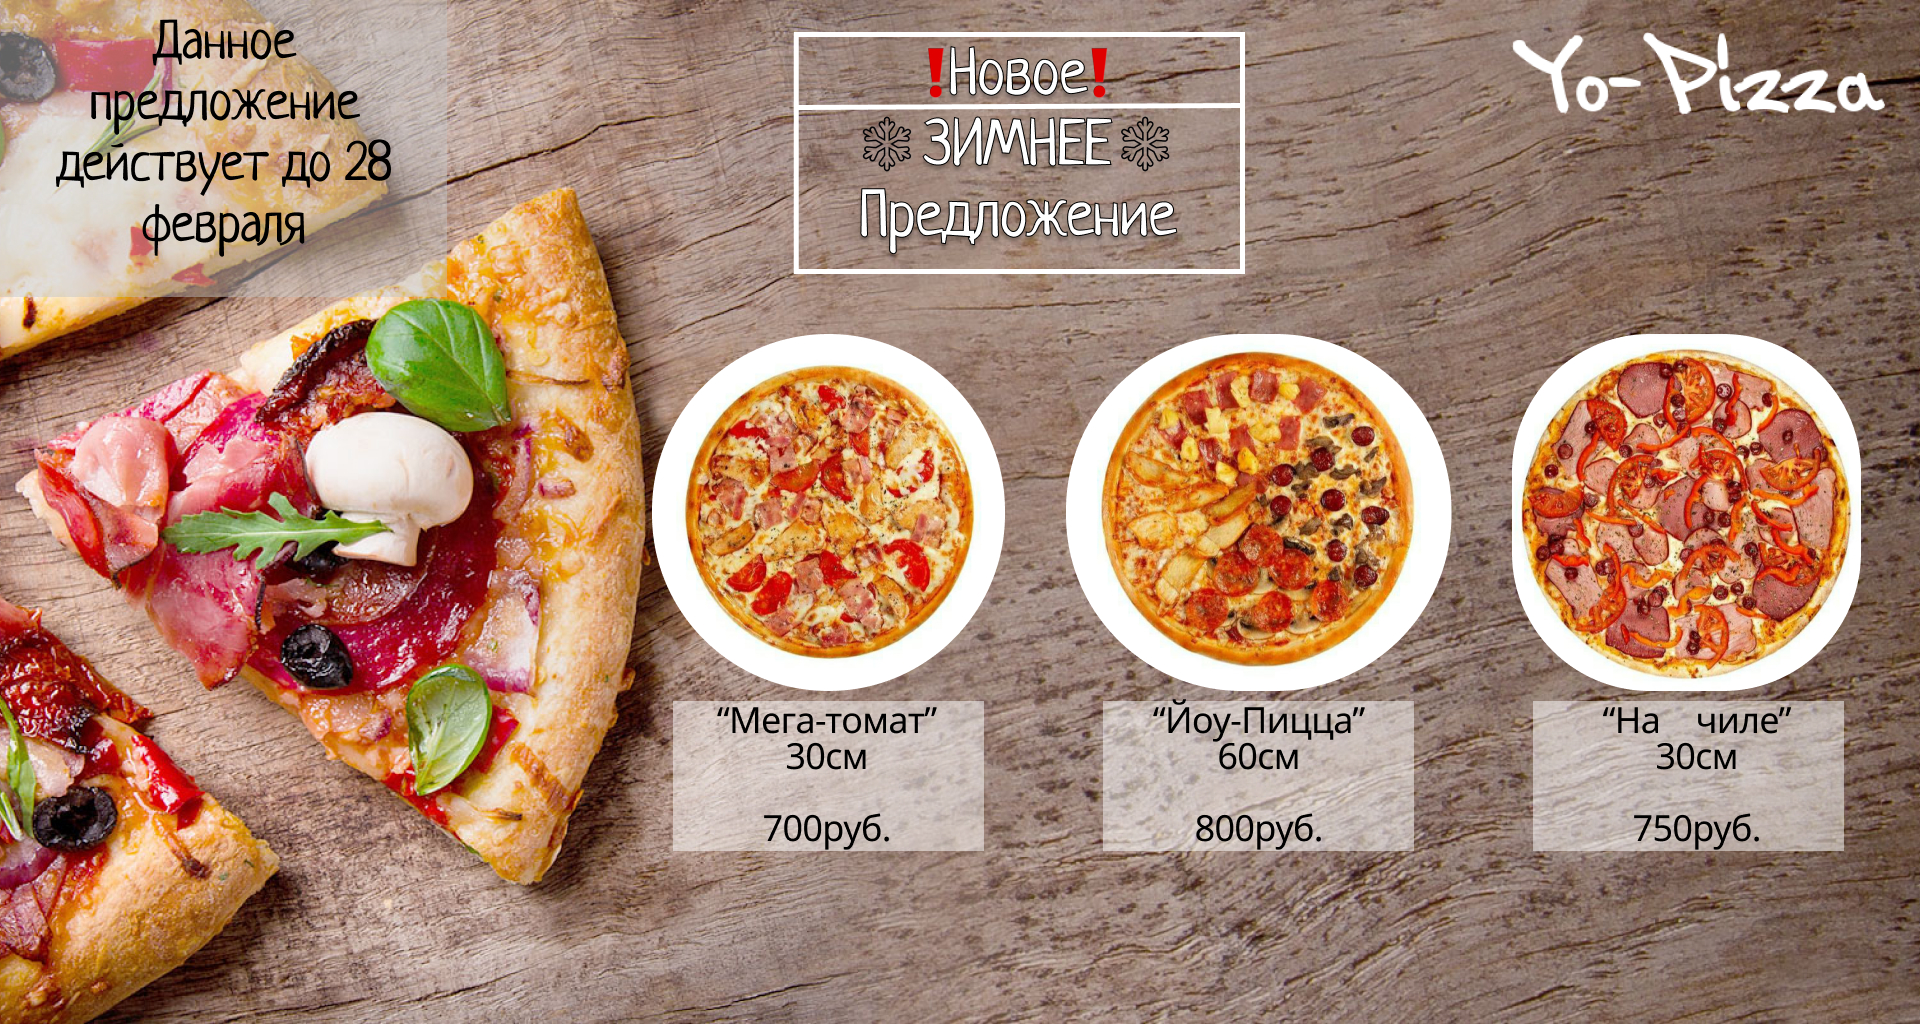 Данное
предложение
действует до 28
февраля
❗Новое❗
ЗИМНЕЕ
Предложение
Yo-Pizza
“Мега-томат”
30см
700руб.
“Йоу-Пицца”
60см
800руб.
“На чиле”
30см
750руб.